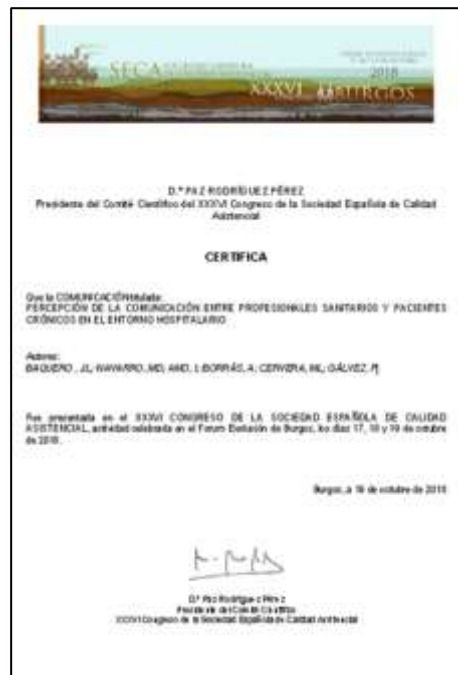 SECA
2018
XXXVI BURGOS
D.ª PAZ RODRÍGUEZ PÉREZ
Presidenta del Comité Científico del XXXVI Congreso de la Sociedad Española de Calidad
Asistencial
CERTIFICA
Que la COMUNICACIÓN titulada:
PERCEPCIÓN DE LA COMUNICACIÓN ENTRE PROFESIONALES SANITARIOS Y PACIENTES
CRÓNICOS EN EL ENTORNO HOSPITALARIO
Autores:
BAQUERO, JL; NAVARRO, MD; AMO, I; BORRÁS, A; CERVERA, ML; GÁLVEZ, P;
Fue presentada en el XXXVI CONGRESO DE LA SOCIEDAD ESPAÑOLA DE CALIDAD
ASISTENCIAL, actividad celebrada en el Forum Evolución de Burgos, los días 17, 18 y 19 de octubre
de 2018.
Burgos, a 19 de octubre de 2018
D.ª Paz Rodríguez Pérez
Presidenta del Comité Científico
XXXVI Congreso de la Sociedad Española de Calidad Asistencial